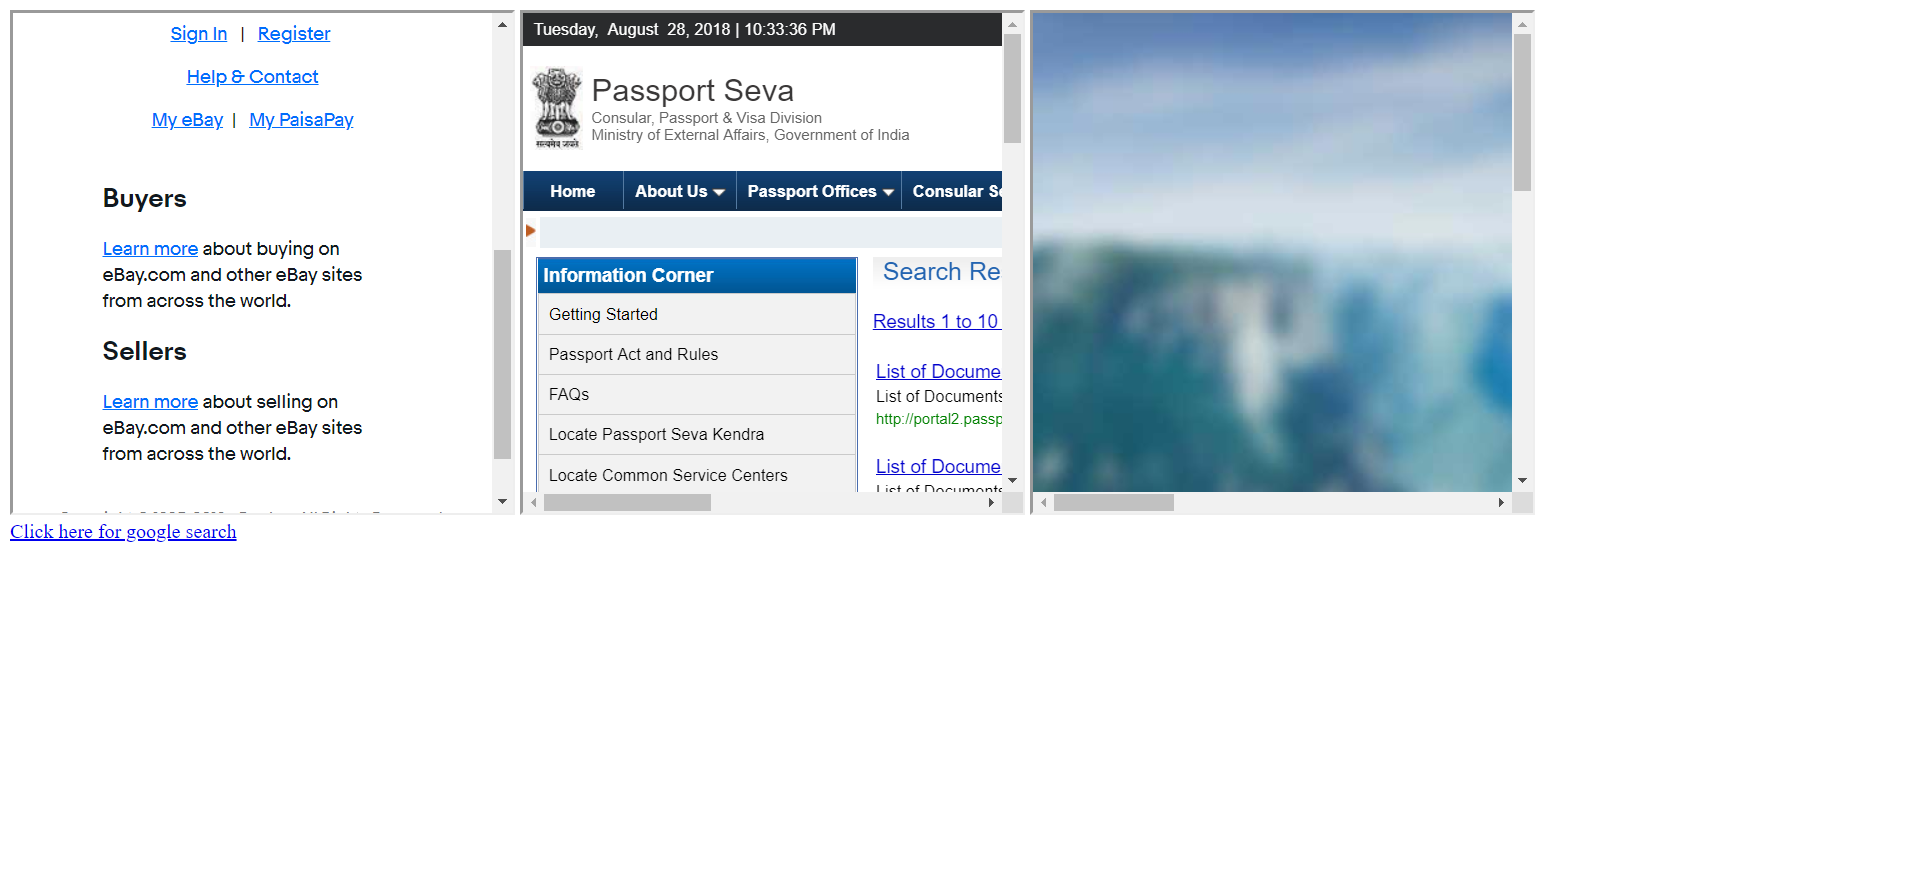 Sign In | Register
Help & Contact
My eBay | My PaisaPay
Buyers
Learn more about buying on
eBay.com and other eBay sites
from across the world.
Sellers
Learn more about selling on
eBay.com and other eBay sites
from across the world.
Tuesday, August 28, 2018 | 10:33:36 PM
सत्यमेव जयते
Passport Seva
Consular, Passport & Visa Division
Ministry of External Affairs, Government of India
Home About Us Passport Offices Consular
Information Corner
Getting Started
Passport Act and Rules
FAQs
Locate Passport Seva Kendra
Locate Common Service Centers
Search Re
Results 1 to 10
List of Docume
List of Documents
http://portal2.passp
List of Docume
List of Documents
Click here for google search